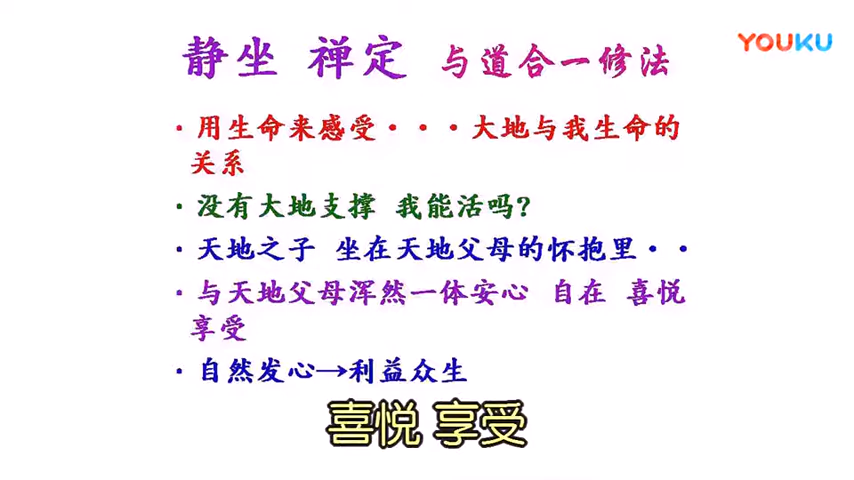 YOUKU
静坐 禅定 与道合一修法
· 用生命来感受···大地与我生命的
关系
· 没有大地支撑 我能活吗?
· 天地之子 坐在天地父母的怀抱里··
· 与天地父母浑然一体安心 自在 喜悦
享受
· 自然发心→利益众生
喜悦 享受